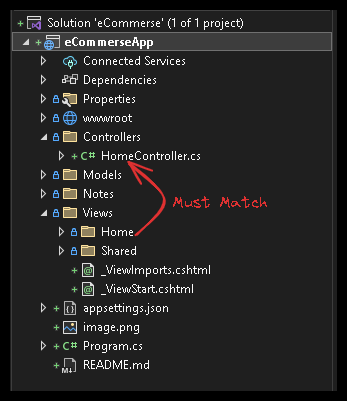 Solution 'eCommerse' (1 of 1 project)
eCommerseApp
Connected Services
Dependencies
Properties
wwwroot
Controllers
C# HomeController.cs
Models
Must Match
Notes
Views
Home
Shared
_ViewImports.cshtml
_ViewStart.cshtml
appsettings.json
image.png
C# Program.cs
README.md